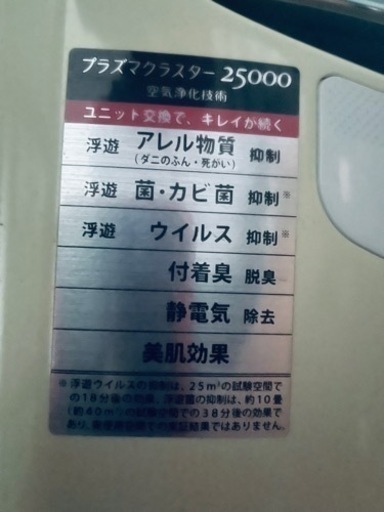 プラズマクラスター 25000
空気浄化技術
ユニット交換で、キレイが続く
浮遊 アレル物質 抑制
(ダニのふん・死がい)
浮遊 菌・カビ菌 抑制※
浮遊 ウイルス 抑制※
付着臭 脱臭
静電気 除去
美肌効果
※浮遊ウイルスの抑制は、25m³の試験空間で
の18分後の効果、浮遊菌の抑制は、約10畳
(約40m³)の試験空間での38分後の効果で
あり、実使用空間での実証結果ではありません。